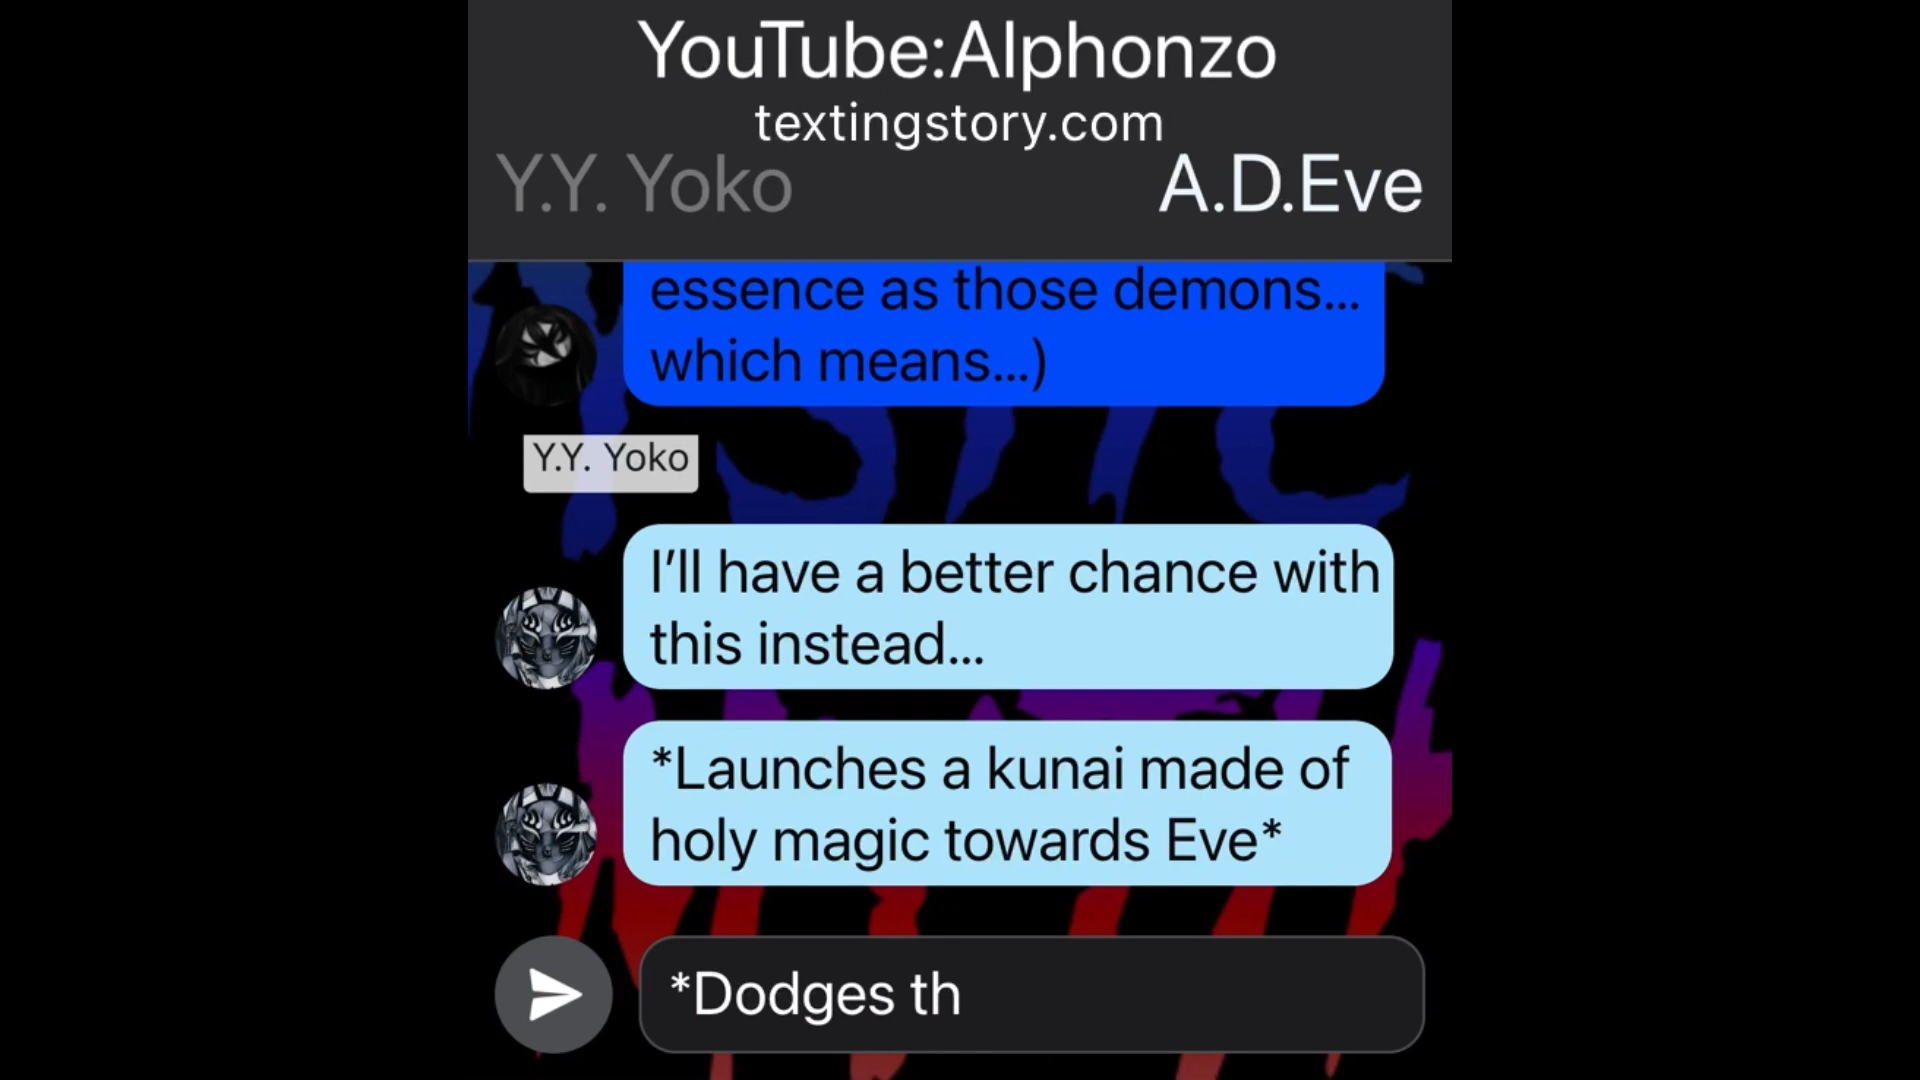 YouTube:Alphonzo
textingstory.com
Y.Y. Yoko
A.D.Eve
essence as those demons...
which means...)
Y.Y. Yoko
I’ll have a better chance with
this instead...
*Launches a kunai made of
holy magic towards Eve*
*Dodges th